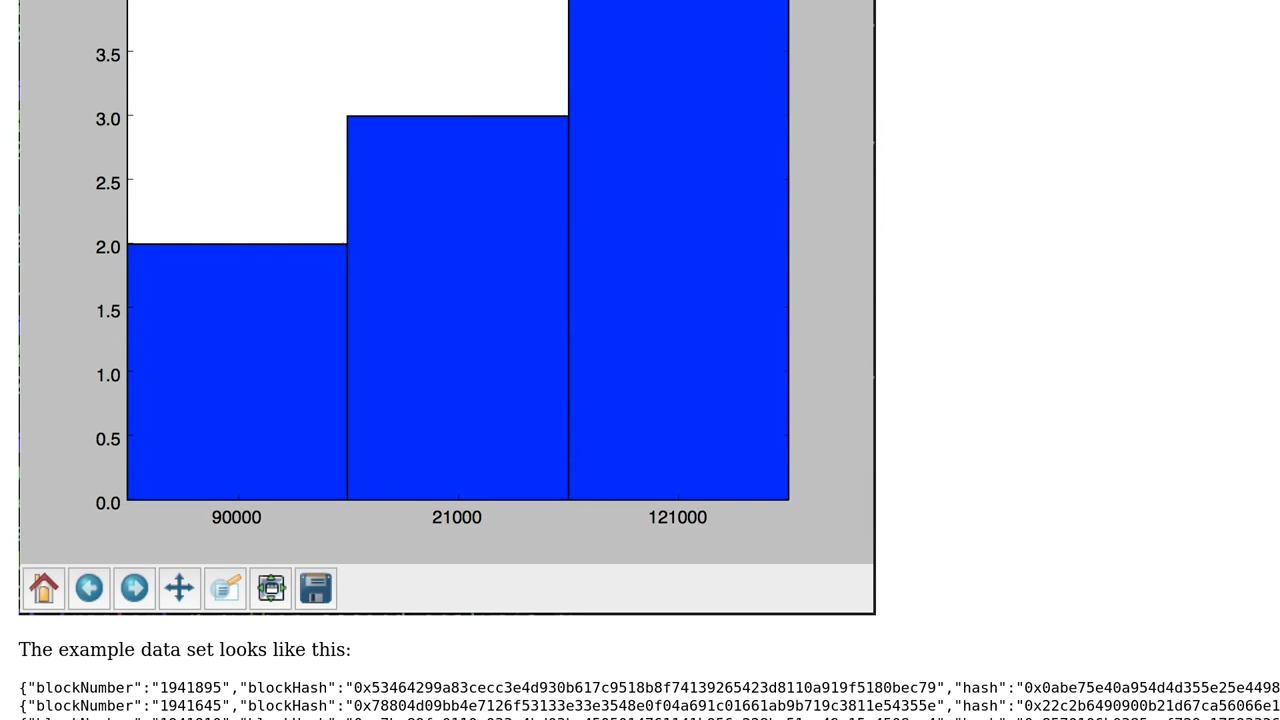 3.5
3.0
2.5
2.0
1.5
1.0
0.5
0.0
90000 21000 121000
The example data set looks like this:
{"blockNumber":"1941895","blockHash":"0x53464299a83cecc3e4d930b617c9518b8f74139265423d8110a919f5180bec79","hash":"0x0abe75e40a954d4d355e25e4498
{"blockNumber":"1941645","blockHash":"0x78804d09bb4e7126f53133e33e3548e0f04a691c01661ab9b719c3811e54355e","hash":"0x22c2b6490900b21d67ca56066e1